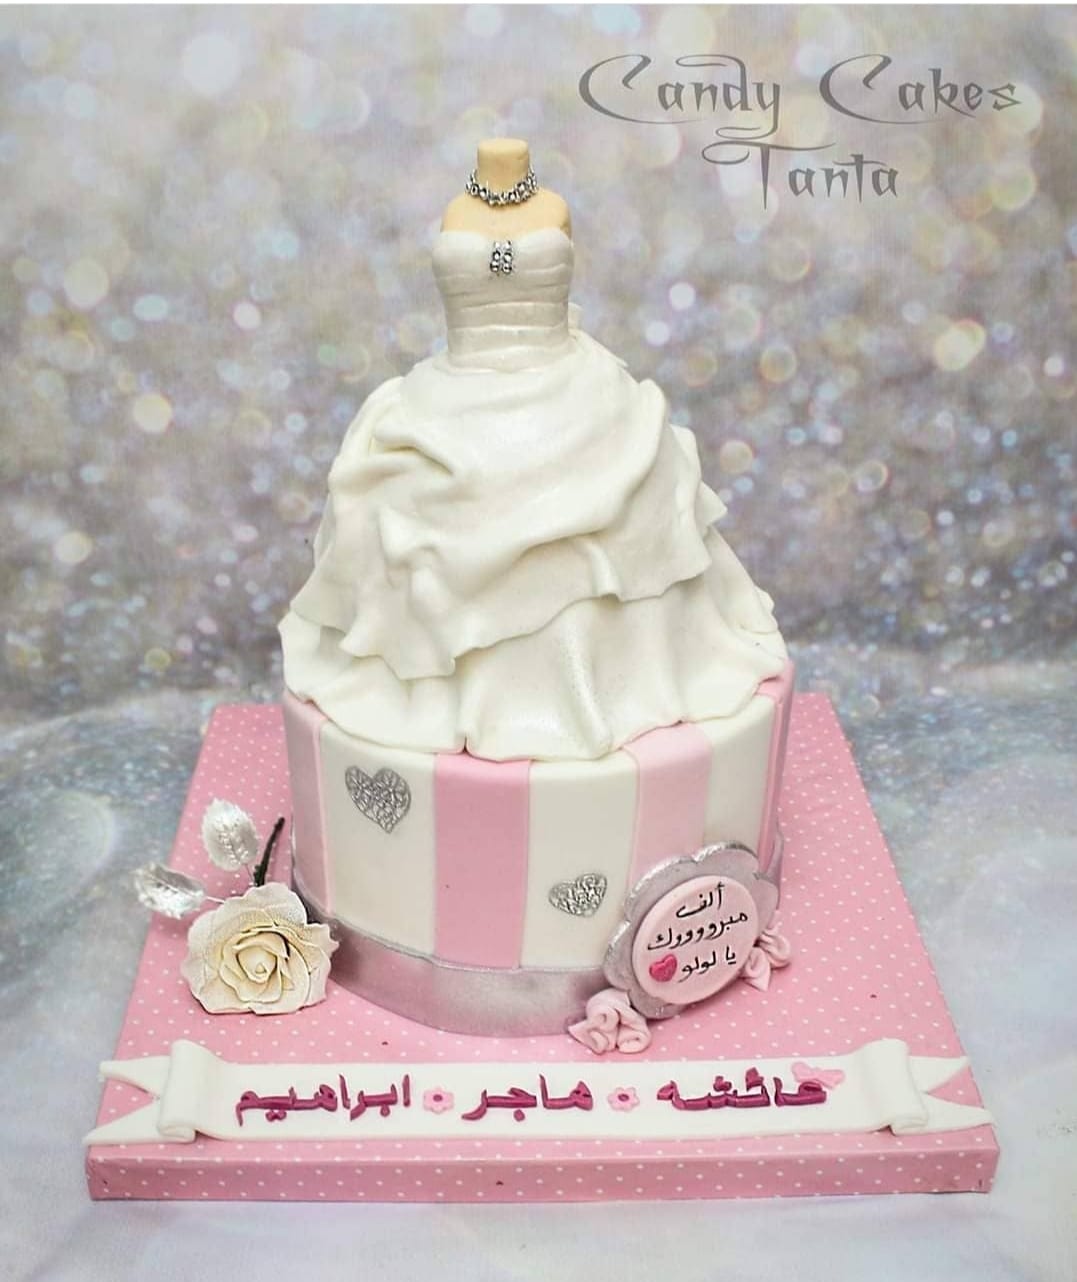 Candy Cakes
Tanta
ألف
مبرووووك
يا لولو
عائشه هاجر ابراهيم